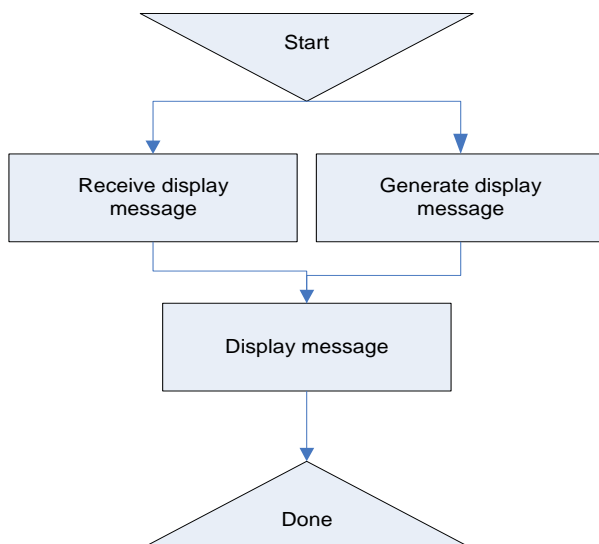 Start
Receive display
message
Generate display
message
Display message
Done